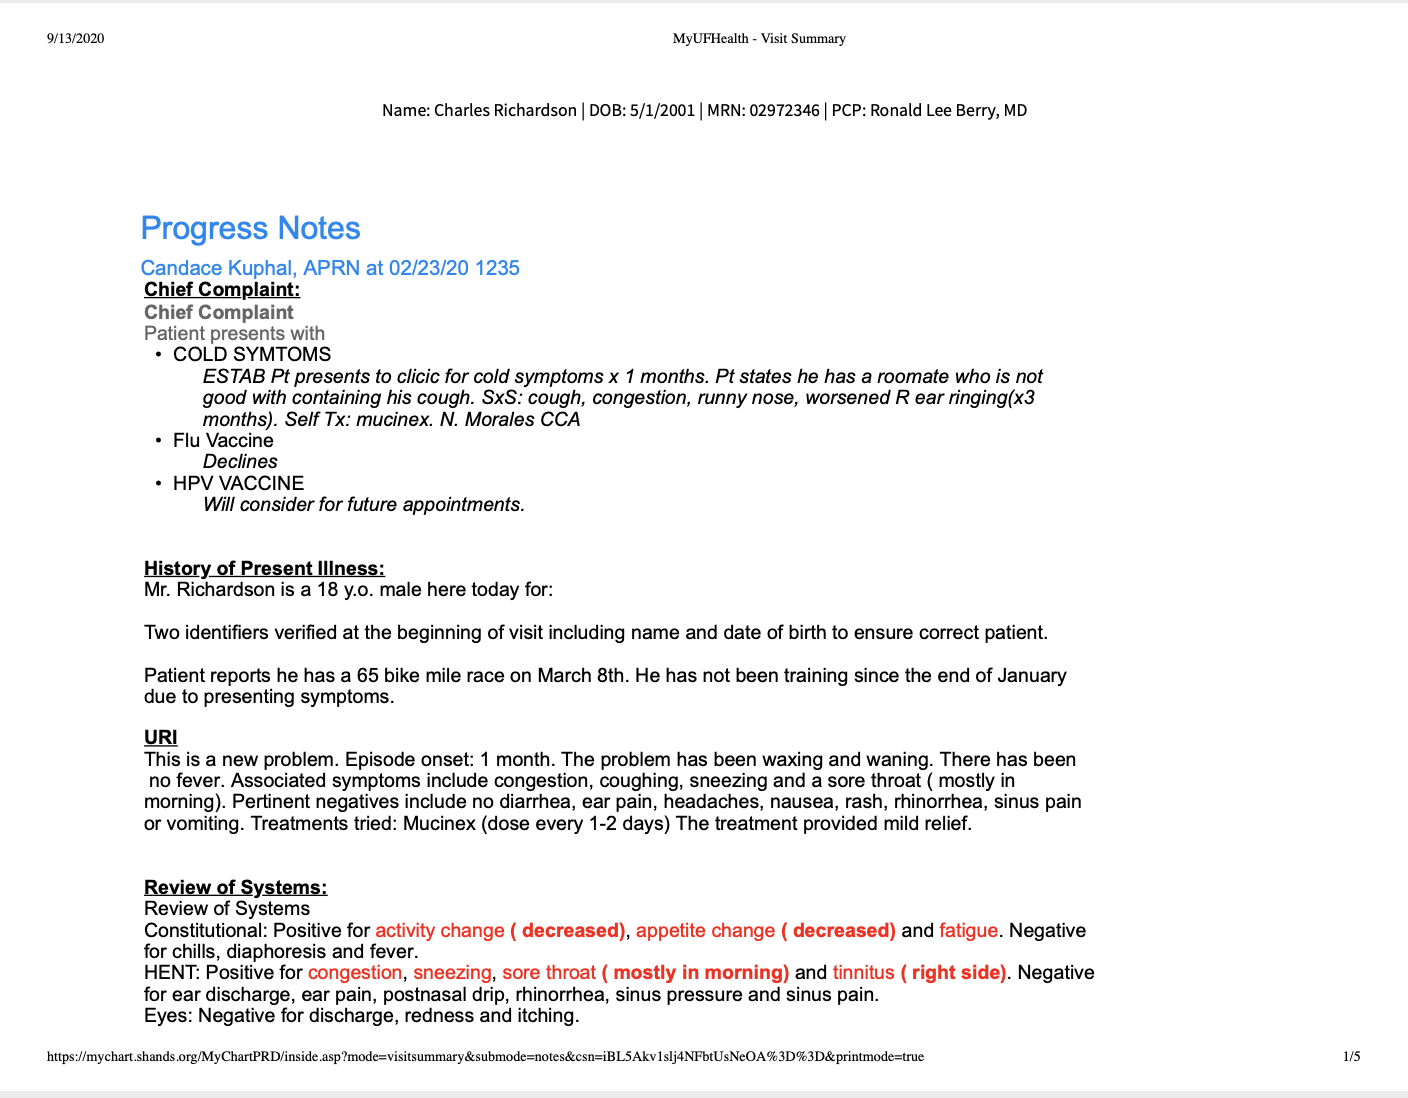 9/13/2020
MyUFHealth - Visit Summary
Name: Charles Richardson | DOB: 5/1/2001 | MRN: 02972346 | PCP: Ronald Lee Berry, MD
Progress Notes
Candace Kuphal, APRN at 02/23/20 1235
Chief Complaint:
Chief Complaint
Patient presents with
• COLD SYMTOMS
ESTAB Pt presents to clicic for cold symptoms x 1 months. Pt states he has a roomate who is not
good with containing his cough. SxS: cough, congestion, runny nose, worsened R ear ringing(x3
months). Self Tx: mucinex. N. Morales CCA
• Flu Vaccine
Declines
• HPV VACCINE
Will consider for future appointments.
History of Present Illness:
Mr. Richardson is a 18 y.o. male here today for:
Two identifiers verified at the beginning of visit including name and date of birth to ensure correct patient.
Patient reports he has a 65 bike mile race on March 8th. He has not been training since the end of January
due to presenting symptoms.
URI
This is a new problem. Episode onset: 1 month. The problem has been waxing and waning. There has been
no fever. Associated symptoms include congestion, coughing, sneezing and a sore throat ( mostly in
morning). Pertinent negatives include no diarrhea, ear pain, headaches, nausea, rash, rhinorrhea, sinus pain
or vomiting. Treatments tried: Mucinex (dose every 1-2 days) The treatment provided mild relief.
Review of Systems:
Review of Systems
Constitutional: Positive for activity change ( decreased), appetite change ( decreased) and fatigue. Negative
for chills, diaphoresis and fever.
HENT: Positive for congestion, sneezing, sore throat ( mostly in morning) and tinnitus ( right side). Negative
for ear discharge, ear pain, postnasal drip, rhinorrhea, sinus pressure and sinus pain.
Eyes: Negative for discharge, redness and itching.
https://mychart.shands.org/MyChartPRD/inside.asp?mode=visitsummary&submode=notes&csn=iBL5Akv1slj4NFbtUsNeOA%3D%3D&printmode=true
1/5